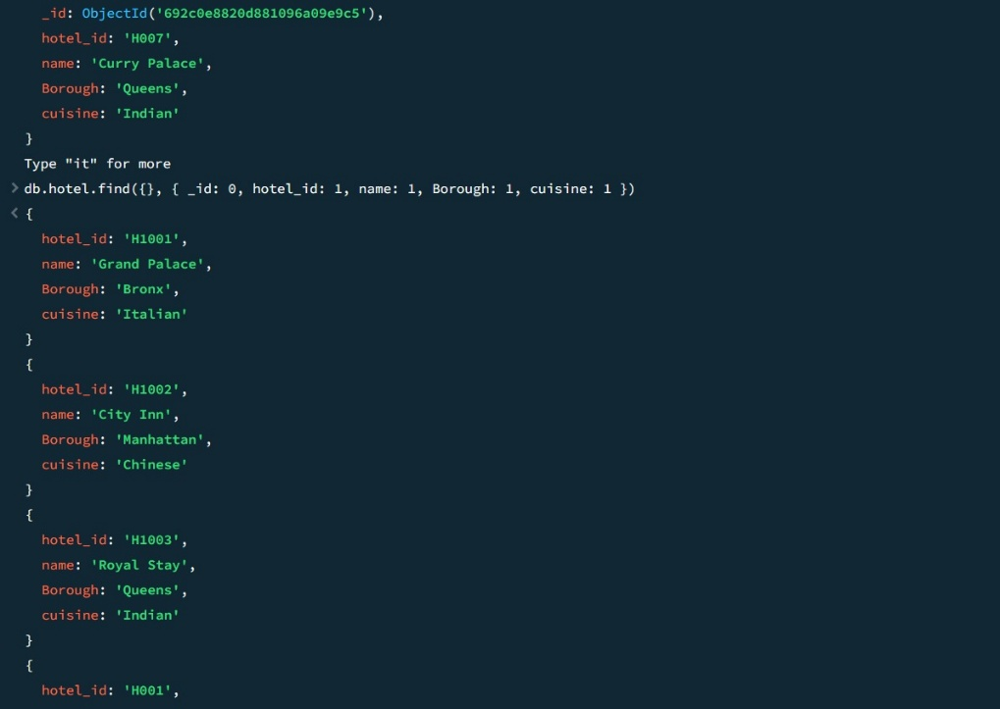 _id: ObjectId('692c0e8820d881096a09e9c5'),
hotel_id: 'H007',
name: 'Curry Palace',
Borough: 'Queens',
cuisine: 'Indian'
}
Type "it" for more
> db.hotel.find({}, { _id: 0, hotel_id: 1, name: 1, Borough: 1, cuisine: 1 })
< {
hotel_id: 'H1001',
name: 'Grand Palace',
Borough: 'Bronx',
cuisine: 'Italian'
}
{
hotel_id: 'H1002',
name: 'City Inn',
Borough: 'Manhattan',
cuisine: 'Chinese'
}
{
hotel_id: 'H1003',
name: 'Royal Stay',
Borough: 'Queens',
cuisine: 'Indian'
}
{
hotel_id: 'H001',